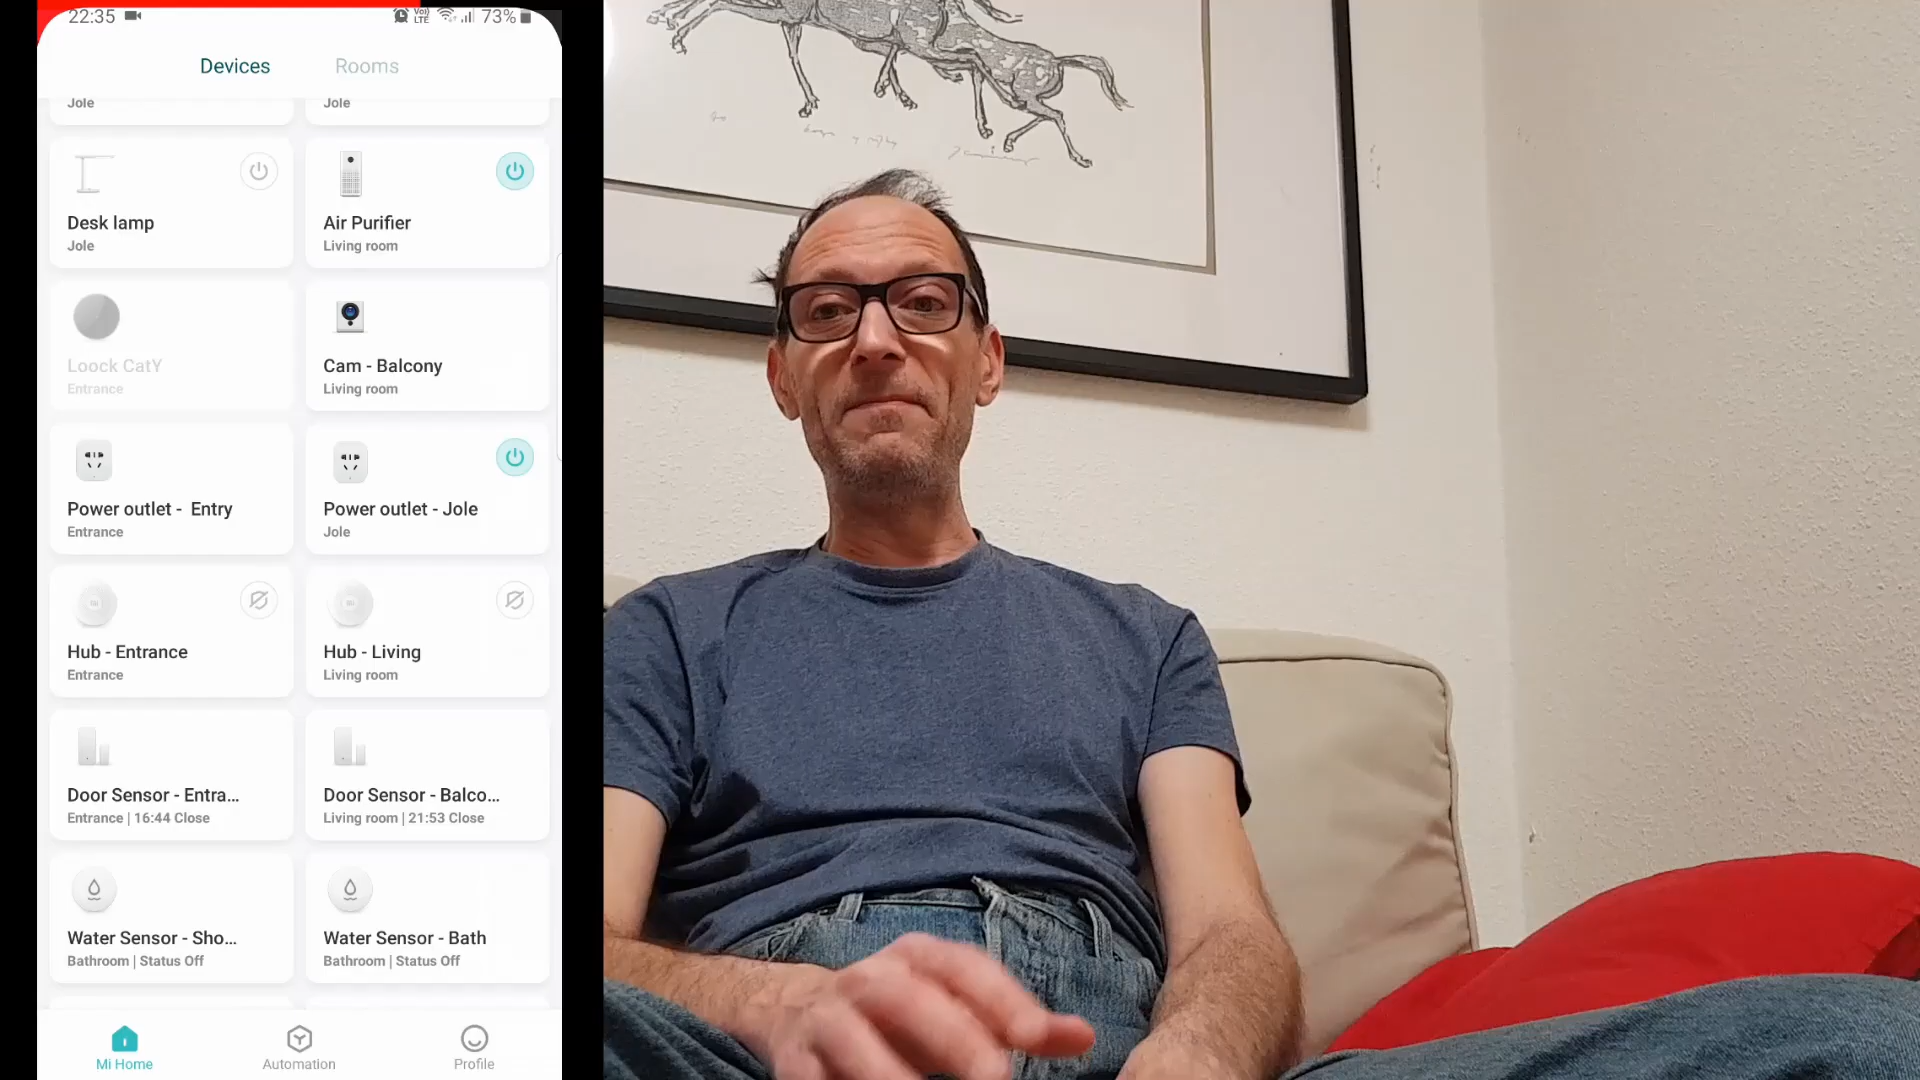 22:35
Vo)) LTE 73%
Devices Rooms
Jole Jole
Desk lamp Air Purifier
Jole Living room
Loock CatY Cam - Balcony
Entrance Living room
Power outlet - Entry Power outlet - Jole
Entrance Jole
Hub - Entrance Hub - Living
Entrance Living room
Door Sensor - Entra... Door Sensor - Balco...
Entrance | 16:44 Close Living room | 21:53 Close
Water Sensor - Sho... Water Sensor - Bath
Bathroom | Status Off Bathroom | Status Off
Mi Home Automation Profile